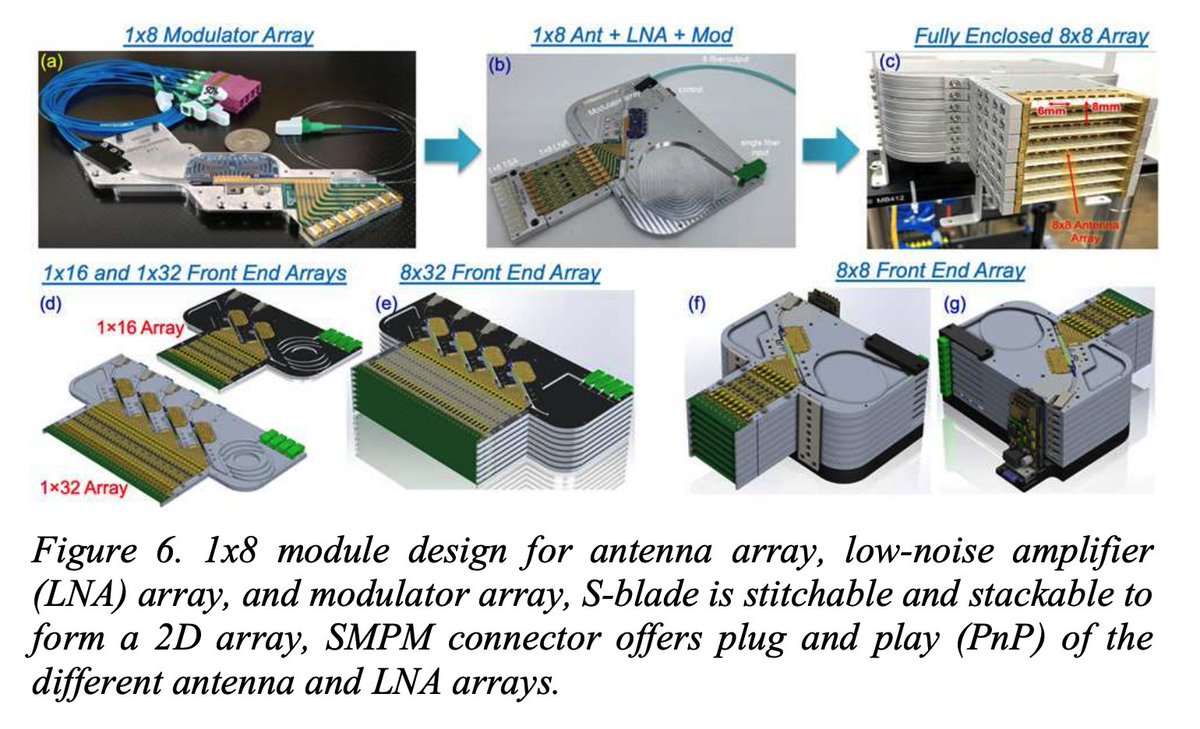 1x8 Modulator Array
1x8 Ant + LNA + Mod
Fully Enclosed 8x8 Array
(a)
(b)
8 fiber output
Modulator array
1×8 LNA
single fiber
input
(c)
6mm
8mm
MB412
8x8 Antenna
Array
1x16 and 1x32 Front End Arrays
8x32 Front End Array
8x8 Front End Array
(d)
1×16 Array
1×32 Array
(e)
(f)
(g)
Figure 6. 1x8 module design for antenna array, low-noise amplifier
(LNA) array, and modulator array, S-blade is stitchable and stackable to
form a 2D array, SMPM connector offers plug and play (PnP) of the
different antenna and LNA arrays.